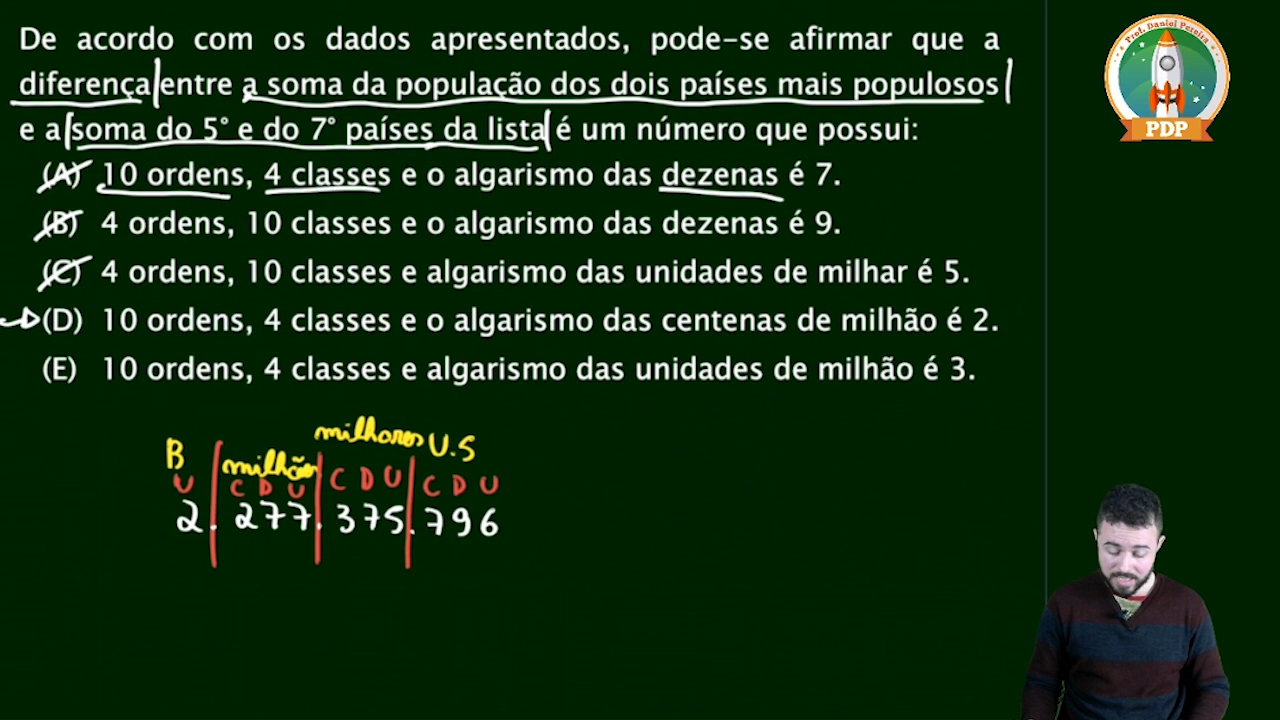 De acordo com os dados apresentados, pode-se afirmar que a
diferença entre a soma da população dos dois países mais populosos
e a soma do 5° e do 7° países da lista é um número que possui:
(A) 10 ordens, 4 classes e o algarismo das dezenas é 7.
(B) 4 ordens, 10 classes e o algarismo das dezenas é 9.
(C) 4 ordens, 10 classes e algarismo das unidades de milhar é 5.
(D) 10 ordens, 4 classes e o algarismo das centenas de milhão é 2.
(E) 10 ordens, 4 classes e algarismo das unidades de milhão é 3.
B milhão milhares U.S
U C D U C D U C D U
2.277.375.796
Prof. Daniel Pereira
PDP